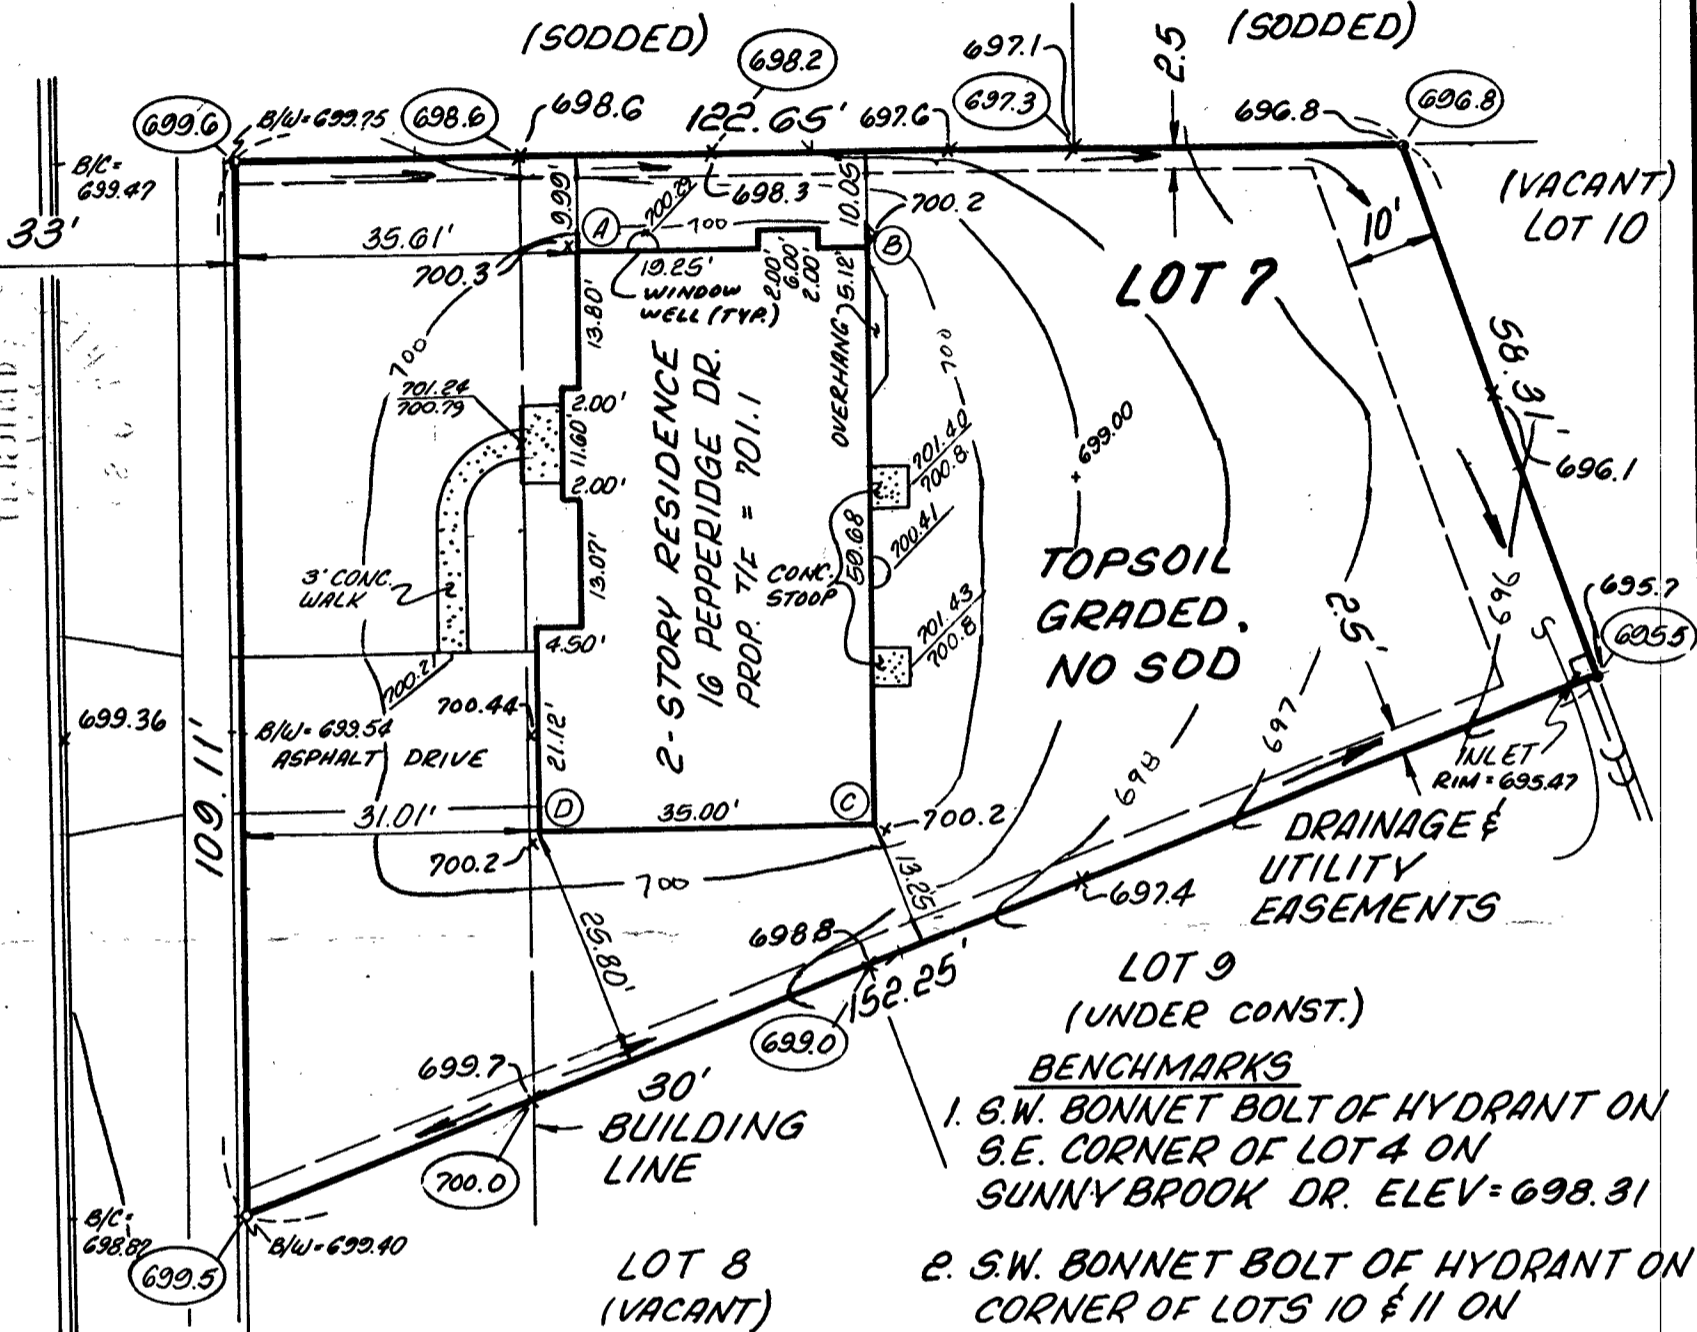 (SODDED)
(SODDED)
698.2
697.1
2.5
699.6
B/W=699.75
698.6
698.6
122.65'
697.6
697.3
696.8
696.8
B/C=
699.47
(VACANT)
LOT 10
33'
35.61'
9.99'
A
700.29
698.3
700
10.05'
700.2
B
10'
700.3
19.25'
WINDOW
WELL (TYP.)
2.00'
6.00'
2.00'
5.12'
LOT 7
13.80'
OVERHANG
700
700
58.31'
701.24
700.79
2.00'
11.60'
2.00'
2-STORY RESIDENCE
16 PEPPERIDGE DR.
PROP. T/F = 701.1
701.40
700.8
699.00
696.1
3' CONC.
WALK
13.07'
CONC.
STOOP
50.68
700.41
TOPSOIL
GRADED,
NO SOD
2.5'
696
695.7
695.5
4.50'
701.43
700.8
700.21
700.44
699.36
B/W=699.54
ASPHALT DRIVE
21.12'
109.11'
697
698
INLET
RIM=695.47
31.01'
D
35.00'
C
700.2
700.2
700
13.25'
DRAINAGE &
UTILITY
EASEMENTS
697.4
25.80'
698.8
152.25'
699.0
LOT 9
(UNDER CONST.)
699.7
30'
BUILDING
LINE
700.0
BENCHMARKS
1. S.W. BONNET BOLT OF HYDRANT ON
S.E. CORNER OF LOT 4 ON
SUNNYBROOK DR. ELEV=698.31
B/C=
698.87
699.5
B/W=699.40
LOT 8
(VACANT)
2. S.W. BONNET BOLT OF HYDRANT ON
CORNER OF LOTS 10 & 11 ON